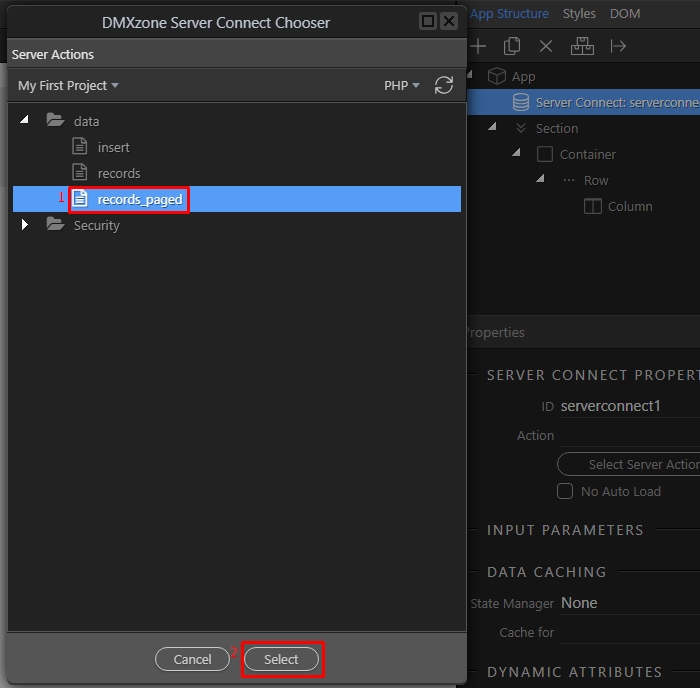 DMXzone Server Connect Chooser
Server Actions
My First Project
PHP
data
insert
records
1 records_paged
Security
Cancel
2 Select
App Structure Styles DOM
App
Server Connect: serverconne
Section
Container
Row
Column
Properties
SERVER CONNECT PROPERT
ID serverconnect1
Action
Select Server Action
No Auto Load
INPUT PARAMETERS
DATA CACHING
State Manager None
Cache for
DYNAMIC ATTRIBUTES